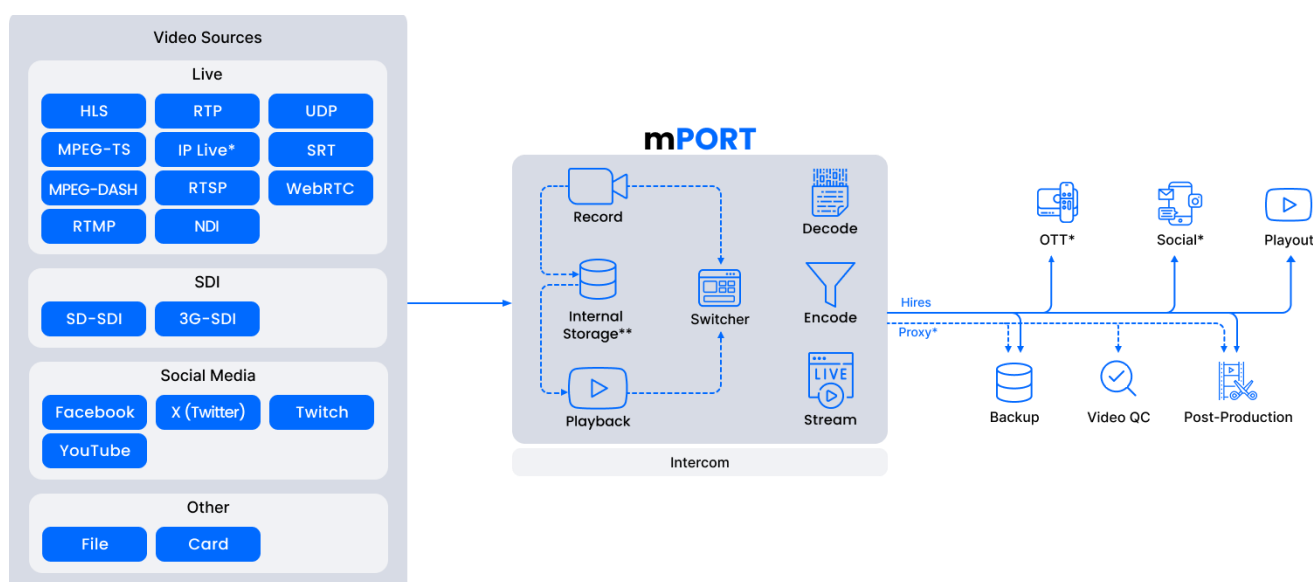 Video Sources
Live
HLS
RTP
UDP
MPEG-TS
IP Live*
SRT
MPEG-DASH
RTSP
WebRTC
RTMP
NDI
SDI
SD-SDI
3G-SDI
Social Media
Facebook
X (Twitter)
Twitch
YouTube
Other
File
Card
mPORT
Record
Decode
Internal
Storage**
Switcher
Encode
Playback
LIVE
Stream
Intercom
Hires
Proxy*
OTT*
Social*
Playout
Backup
Video QC
Post-Production